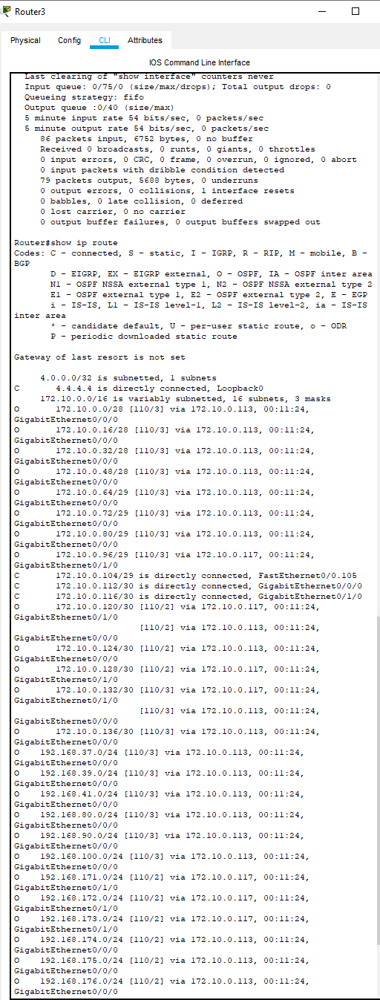 Router3
Physical Config CLI Attributes
IOS Command Line Interface
Last clearing of "show interface" counters never
Input queue: 0/75/0 (size/max/drops); Total output drops: 0
Queueing strategy: fifo
Output queue :0/40 (size/max)
5 minute input rate 54 bits/sec, 0 packets/sec
5 minute output rate 54 bits/sec, 0 packets/sec
86 packets input, 6752 bytes, 0 no buffer
Received 0 broadcasts, 0 runts, 0 giants, 0 throttles
0 input errors, 0 CRC, 0 frame, 0 overrun, 0 ignored, 0 abort
0 input packets with dribble condition detected
79 packets output, 5688 bytes, 0 underruns
0 output errors, 0 collisions, 1 interface resets
0 babbles, 0 late collision, 0 deferred
0 lost carrier, 0 no carrier
0 output buffer failures, 0 output buffers swapped out
Router#show ip route
Codes: C - connected, S - static, I - IGRP, R - RIP, M - mobile, B -
BGP
D - EIGRP, EX - EIGRP external, O - OSPF, IA - OSPF inter area
N1 - OSPF NSSA external type 1, N2 - OSPF NSSA external type 2
E1 - OSPF external type 1, E2 - OSPF external type 2, E - EGP
i - IS-IS, L1 - IS-IS level-1, L2 - IS-IS level-2, ia - IS-IS
inter area
* - candidate default, U - per-user static route, o - ODR
P - periodic downloaded static route
Gateway of last resort is not set
4.0.0.0/32 is subnetted, 1 subnets
C 4.4.4.4 is directly connected, Loopback0
172.10.0.0/16 is variably subnetted, 16 subnets, 3 masks
O 172.10.0.0/28 [110/3] via 172.10.0.113, 00:11:24,
GigabitEthernet0/0/0
O 172.10.0.16/28 [110/3] via 172.10.0.113, 00:11:24,
GigabitEthernet0/0/0
O 172.10.0.32/28 [110/3] via 172.10.0.113, 00:11:24,
GigabitEthernet0/0/0
O 172.10.0.48/28 [110/3] via 172.10.0.113, 00:11:24,
GigabitEthernet0/0/0
O 172.10.0.64/29 [110/3] via 172.10.0.113, 00:11:24,
GigabitEthernet0/0/0
O 172.10.0.72/29 [110/3] via 172.10.0.113, 00:11:24,
GigabitEthernet0/0/0
O 172.10.0.80/29 [110/3] via 172.10.0.113, 00:11:24,
GigabitEthernet0/0/0
O 172.10.0.96/29 [110/3] via 172.10.0.117, 00:11:24,
GigabitEthernet0/1/0
C 172.10.0.104/29 is directly connected, FastEthernet0/0.105
C 172.10.0.112/30 is directly connected, GigabitEthernet0/0/0
C 172.10.0.116/30 is directly connected, GigabitEthernet0/1/0
O 172.10.0.120/30 [110/2] via 172.10.0.117, 00:11:24,
GigabitEthernet0/1/0
[110/2] via 172.10.0.113, 00:11:24,
GigabitEthernet0/0/0
O 172.10.0.124/30 [110/2] via 172.10.0.113, 00:11:24,
GigabitEthernet0/0/0
O 172.10.0.128/30 [110/2] via 172.10.0.117, 00:11:24,
GigabitEthernet0/1/0
O 172.10.0.132/30 [110/3] via 172.10.0.117, 00:11:24,
GigabitEthernet0/1/0
[110/3] via 172.10.0.113, 00:11:24,
GigabitEthernet0/0/0
O 172.10.0.136/30 [110/3] via 172.10.0.113, 00:11:24,
GigabitEthernet0/0/0
O 192.168.37.0/24 [110/3] via 172.10.0.113, 00:11:24,
GigabitEthernet0/0/0
O 192.168.39.0/24 [110/3] via 172.10.0.113, 00:11:24,
GigabitEthernet0/0/0
O 192.168.41.0/24 [110/3] via 172.10.0.113, 00:11:24,
GigabitEthernet0/0/0
O 192.168.80.0/24 [110/3] via 172.10.0.113, 00:11:24,
GigabitEthernet0/0/0
O 192.168.90.0/24 [110/3] via 172.10.0.113, 00:11:24,
GigabitEthernet0/0/0
O 192.168.100.0/24 [110/3] via 172.10.0.113, 00:11:24,
GigabitEthernet0/0/0
O 192.168.171.0/24 [110/2] via 172.10.0.117, 00:11:24,
GigabitEthernet0/1/0
O 192.168.172.0/24 [110/2] via 172.10.0.117, 00:11:24,
GigabitEthernet0/1/0
O 192.168.173.0/24 [110/2] via 172.10.0.117, 00:11:24,
GigabitEthernet0/1/0
O 192.168.174.0/24 [110/2] via 172.10.0.113, 00:11:24,
GigabitEthernet0/0/0
O 192.168.175.0/24 [110/2] via 172.10.0.113, 00:11:24,
GigabitEthernet0/0/0
O 192.168.176.0/24 [110/2] via 172.10.0.113, 00:11:24,
GigabitEthernet0/0/0